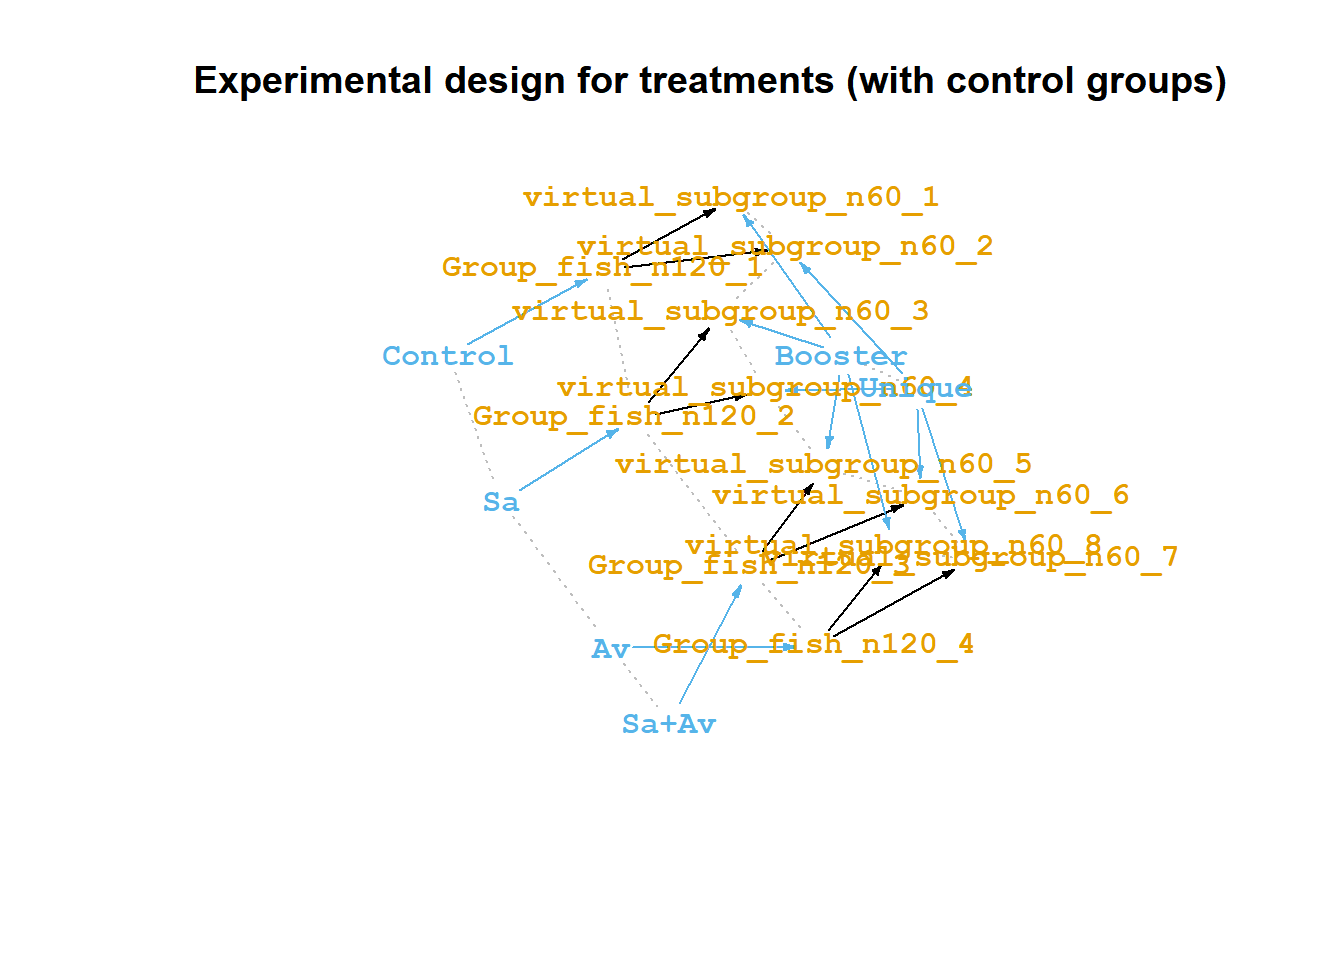 Experimental design for treatments (with control groups)
virtual_subgroup_n60_1
virtual_subgroup_n60_2
Group_fish_n120_1
virtual_subgroup_n60_3
Control
Booster
virtual_subgroup_n60_4
Unique
Group_fish_n120_2
virtual_subgroup_n60_5
virtual_subgroup_n60_6
Sa
virtual_subgroup_n60_8
virtual_subgroup_n60_7
Group_fish_n120_3
Group_fish_n120_4
Av
Sa+Av